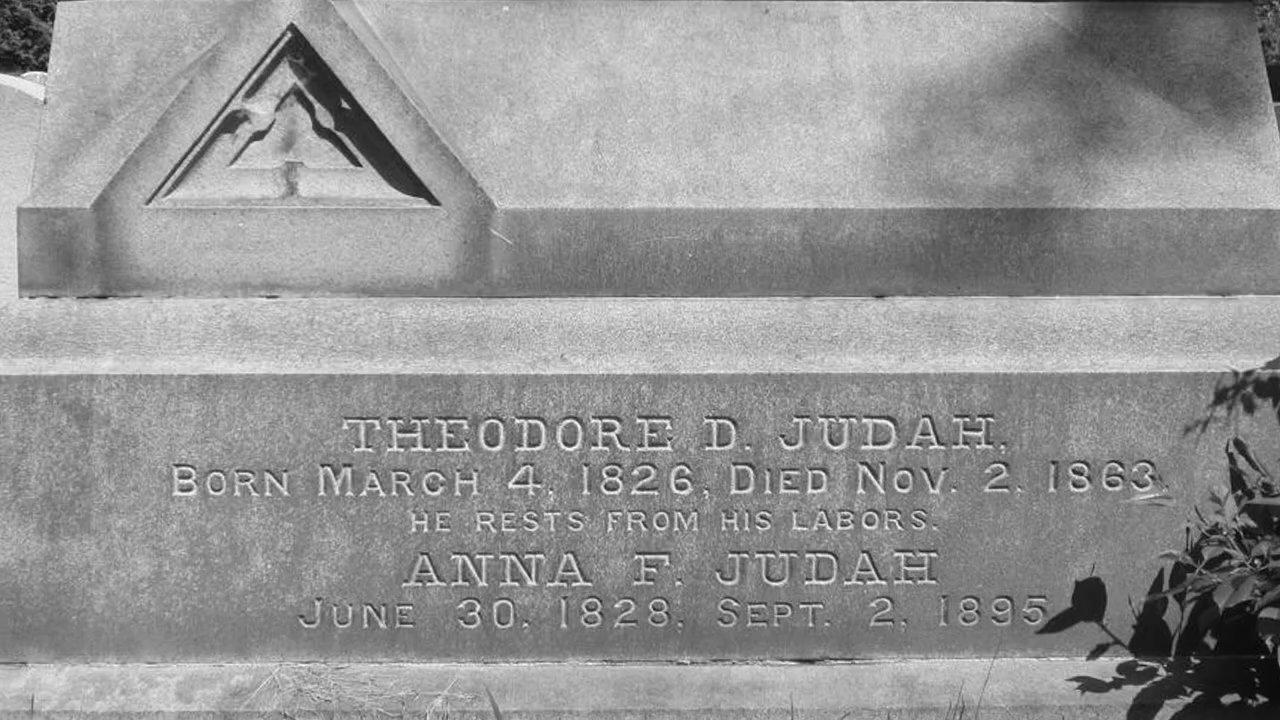 THEODORE D. JUDAH.
BORN MARCH 4, 1826, DIED NOV. 2, 1863.
HE RESTS FROM HIS LABORS.
ANNA F. JUDAH
JUNE 30, 1828, SEPT. 2, 1895